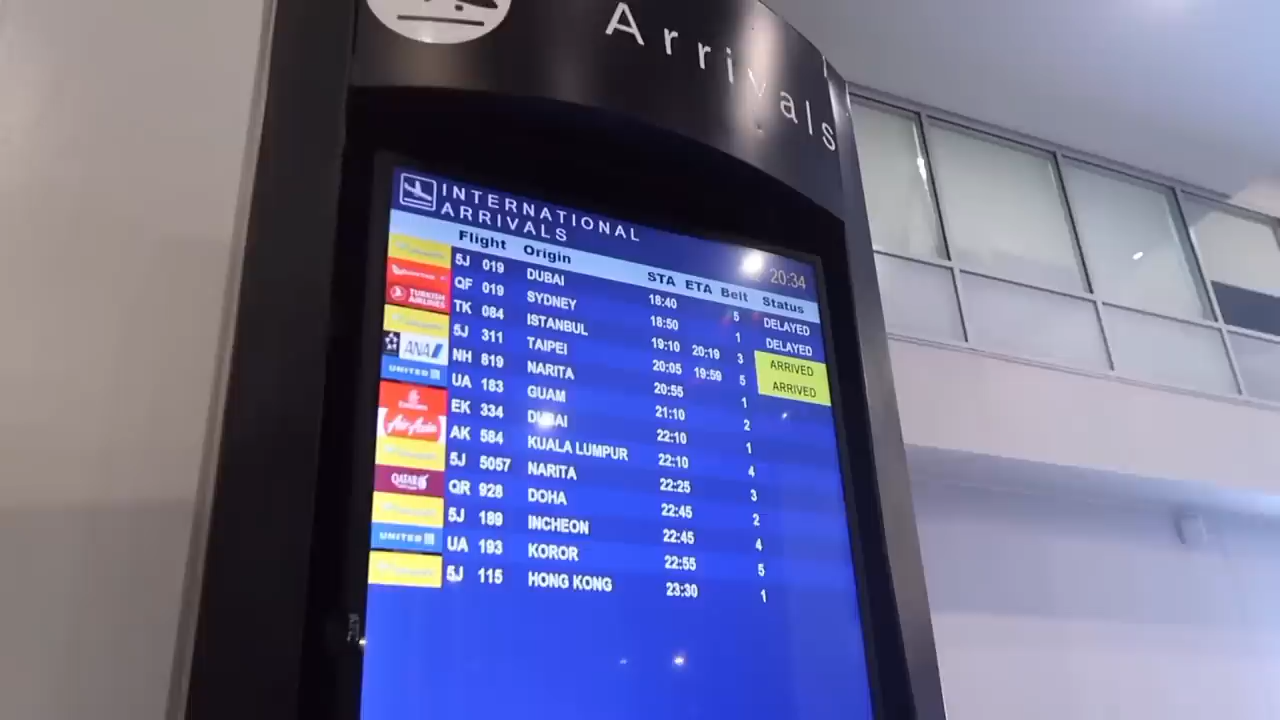 Arrivals
INTERNATIONAL
ARRIVALS
20:34
Flight Origin STA ETA Belt Status
5J 019 DUBAI 18:40 5 DELAYED
QF 019 SYDNEY 18:50 1 DELAYED
TURKISH AIRLINES TK 084 ISTANBUL 19:10 20:19 3 ARRIVED
5J 311 TAIPEI 20:05 19:59 5 ARRIVED
ANA NH 819 NARITA 20:55 1
UNITED UA 183 GUAM 21:10 2
Emirates EK 334 DUBAI 22:10 1
AirAsia AK 584 KUALA LUMPUR 22:10 4
5J 5057 NARITA 22:25 3
QATAR QR 928 DOHA 22:45 2
5J 189 INCHEON 22:45 4
UNITED UA 193 KOROR 22:55 5
5J 115 HONG KONG 23:30 1